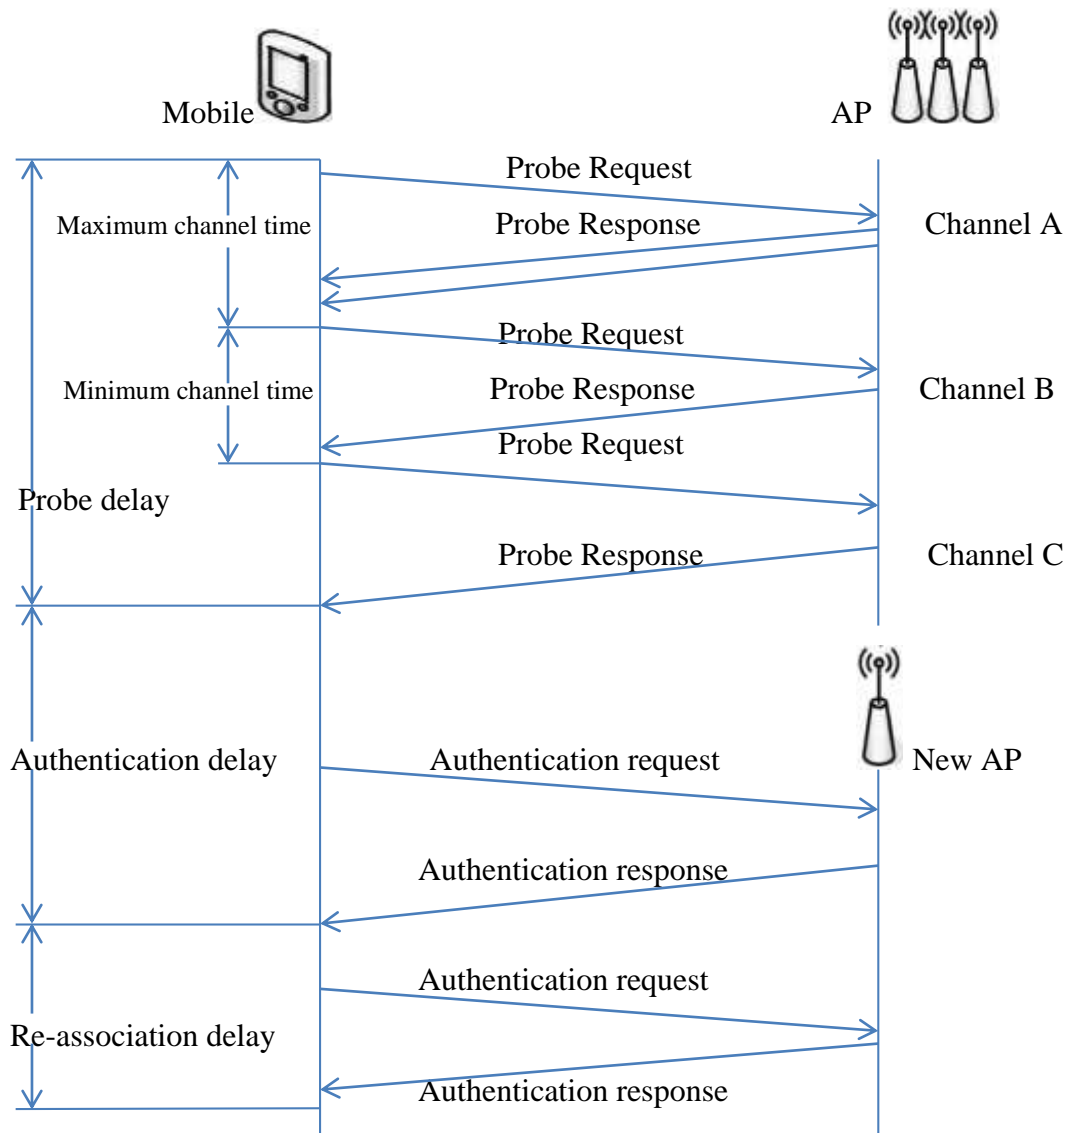 Mobile
AP
Probe Request
Maximum channel time
Probe Response
Channel A
Probe Request
Minimum channel time
Probe Response
Channel B
Probe Request
Probe delay
Probe Response
Channel C
Authentication delay
Authentication request
New AP
Authentication response
Authentication request
Re-association delay
Authentication response